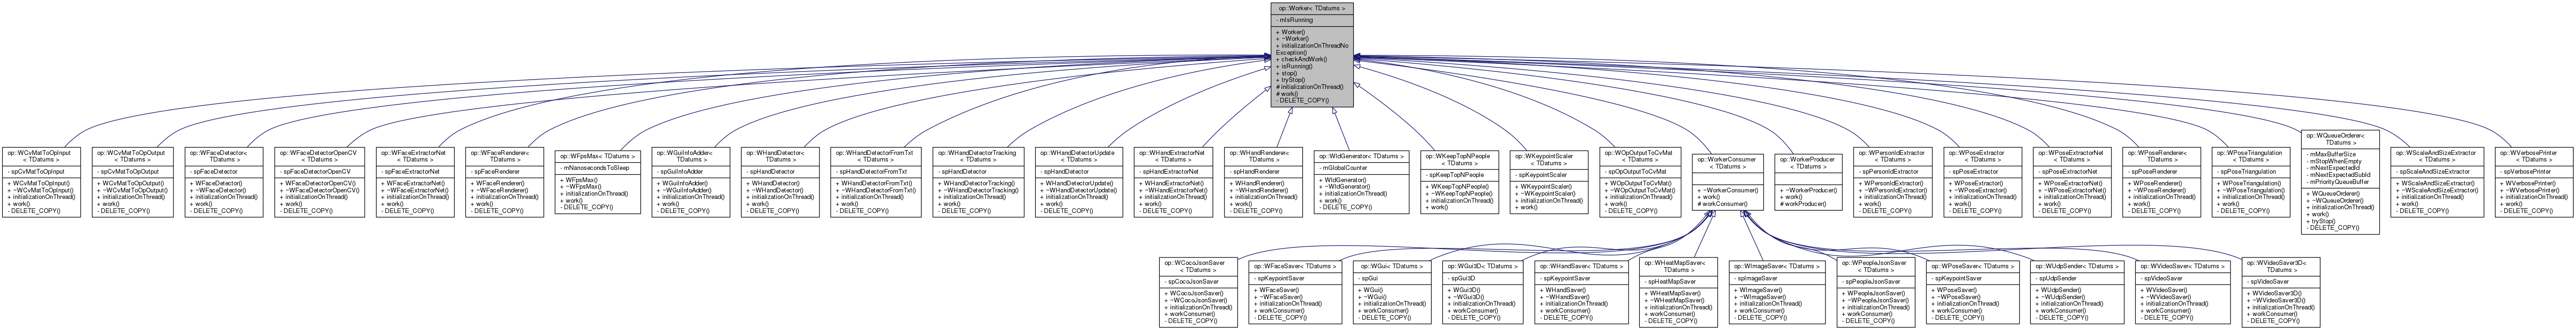 op::Worker< TDatums >
- mIsRunning
+ Worker()
+ ~Worker()
+ initializationOnThreadNo
Exception()
+ checkAndWork()
+ isRunning()
+ stop()
+ tryStop()
# initializationOnThread()
# work()
- DELETE_COPY()
op::WCvMatToOpInput
< TDatums >
- spCvMatToOpInput
+ WCvMatToOpInput()
+ ~WCvMatToOpInput()
+ initializationOnThread()
+ work()
- DELETE_COPY()
op::WCvMatToOpOutput
< TDatums >
- spCvMatToOpOutput
+ WCvMatToOpOutput()
+ ~WCvMatToOpOutput()
+ initializationOnThread()
+ work()
- DELETE_COPY()
op::WFaceDetector<
TDatums >
- spFaceDetector
+ WFaceDetector()
+ ~WFaceDetector()
+ initializationOnThread()
+ work()
- DELETE_COPY()
op::WFaceDetectorOpenCV
< TDatums >
- spFaceDetectorOpenCV
+ WFaceDetectorOpenCV()
+ ~WFaceDetectorOpenCV()
+ initializationOnThread()
+ work()
- DELETE_COPY()
op::WFaceExtractorNet
< TDatums >
- spFaceExtractorNet
+ WFaceExtractorNet()
+ ~WFaceExtractorNet()
+ initializationOnThread()
+ work()
- DELETE_COPY()
op::WFaceRenderer<
TDatums >
- spFaceRenderer
+ WFaceRenderer()
+ ~WFaceRenderer()
+ initializationOnThread()
+ work()
- DELETE_COPY()
op::WFpsMax< TDatums >
- mNanosecondsToSleep
+ WFpsMax()
+ ~WFpsMax()
+ initializationOnThread()
+ work()
- DELETE_COPY()
op::WGuiInfoAdder<
TDatums >
- spGuiInfoAdder
+ WGuiInfoAdder()
+ ~WGuiInfoAdder()
+ initializationOnThread()
+ work()
- DELETE_COPY()
op::WHandDetector<
TDatums >
- spHandDetector
+ WHandDetector()
+ ~WHandDetector()
+ initializationOnThread()
+ work()
- DELETE_COPY()
op::WHandDetectorFromTxt
< TDatums >
- spHandDetectorFromTxt
+ WHandDetectorFromTxt()
+ ~WHandDetectorFromTxt()
+ initializationOnThread()
+ work()
- DELETE_COPY()
op::WHandDetectorTracking
< TDatums >
- spHandDetector
+ WHandDetectorTracking()
+ ~WHandDetectorTracking()
+ initializationOnThread()
+ work()
- DELETE_COPY()
op::WHandDetectorUpdate
< TDatums >
- spHandDetector
+ WHandDetectorUpdate()
+ ~WHandDetectorUpdate()
+ initializationOnThread()
+ work()
- DELETE_COPY()
op::WHandExtractorNet
< TDatums >
- spHandExtractorNet
+ WHandExtractorNet()
+ ~WHandExtractorNet()
+ initializationOnThread()
+ work()
- DELETE_COPY()
op::WHandRenderer<
TDatums >
- spHandRenderer
+ WHandRenderer()
+ ~WHandRenderer()
+ initializationOnThread()
+ work()
- DELETE_COPY()
op::WIdGenerator< TDatums >
- mGlobalCounter
+ WIdGenerator()
+ ~WIdGenerator()
+ initializationOnThread()
+ work()
- DELETE_COPY()
op::WKeepTopNPeople
< TDatums >
- spKeepTopNPeople
+ WKeepTopNPeople()
+ ~WKeepTopNPeople()
+ initializationOnThread()
+ work()
op::WKeypointScaler
< TDatums >
- spKeypointScaler
+ WKeypointScaler()
+ ~WKeypointScaler()
+ initializationOnThread()
+ work()
op::WOpOutputToCvMat
< TDatums >
- spOpOutputToCvMat
+ WOpOutputToCvMat()
+ ~WOpOutputToCvMat()
+ initializationOnThread()
+ work()
- DELETE_COPY()
op::WorkerConsumer
< TDatums >
+ ~WorkerConsumer()
+ work()
# workConsumer()
op::WorkerProducer
< TDatums >
+ ~WorkerProducer()
+ work()
# workProducer()
op::WPersonIdExtractor
< TDatums >
- spPersonIdExtractor
+ WPersonIdExtractor()
+ ~WPersonIdExtractor()
+ initializationOnThread()
+ work()
- DELETE_COPY()
op::WPoseExtractor
< TDatums >
- spPoseExtractor
+ WPoseExtractor()
+ ~WPoseExtractor()
+ initializationOnThread()
+ work()
- DELETE_COPY()
op::WPoseExtractorNet
< TDatums >
- spPoseExtractorNet
+ WPoseExtractorNet()
+ ~WPoseExtractorNet()
+ initializationOnThread()
+ work()
- DELETE_COPY()
op::WPoseRenderer<
TDatums >
- spPoseRenderer
+ WPoseRenderer()
+ ~WPoseRenderer()
+ initializationOnThread()
+ work()
- DELETE_COPY()
op::WPoseTriangulation
< TDatums >
- spPoseTriangulation
+ WPoseTriangulation()
+ ~WPoseTriangulation()
+ initializationOnThread()
+ work()
- DELETE_COPY()
op::WQueueOrderer<
TDatums >
- mMaxBufferSize
- mStopWhenEmpty
- mNextExpectedId
- mNextExpectedSubId
- mPriorityQueueBuffer
+ WQueueOrderer()
+ ~WQueueOrderer()
+ initializationOnThread()
+ work()
+ tryStop()
- DELETE_COPY()
op::WScaleAndSizeExtractor
< TDatums >
- spScaleAndSizeExtractor
+ WScaleAndSizeExtractor()
+ ~WScaleAndSizeExtractor()
+ initializationOnThread()
+ work()
- DELETE_COPY()
op::WVerbosePrinter
< TDatums >
- spVerbosePrinter
+ WVerbosePrinter()
+ ~WVerbosePrinter()
+ initializationOnThread()
+ work()
- DELETE_COPY()
op::WCocoJsonSaver
< TDatums >
- spCocoJsonSaver
+ WCocoJsonSaver()
+ ~WCocoJsonSaver()
+ initializationOnThread()
+ workConsumer()
- DELETE_COPY()
op::WFaceSaver< TDatums >
- spKeypointSaver
+ WFaceSaver()
+ ~WFaceSaver()
+ initializationOnThread()
+ workConsumer()
- DELETE_COPY()
op::WGui< TDatums >
- spGui
+ WGui()
+ ~WGui()
+ initializationOnThread()
+ workConsumer()
- DELETE_COPY()
op::WGui3D< TDatums >
- spGui3D
+ WGui3D()
+ ~WGui3D()
+ initializationOnThread()
+ workConsumer()
- DELETE_COPY()
op::WHandSaver< TDatums >
- spKeypointSaver
+ WHandSaver()
+ ~WHandSaver()
+ initializationOnThread()
+ workConsumer()
- DELETE_COPY()
op::WHeatMapSaver<
TDatums >
- spHeatMapSaver
+ WHeatMapSaver()
+ ~WHeatMapSaver()
+ initializationOnThread()
+ workConsumer()
- DELETE_COPY()
op::WImageSaver< TDatums >
- spImageSaver
+ WImageSaver()
+ ~WImageSaver()
+ initializationOnThread()
+ workConsumer()
- DELETE_COPY()
op::WPeopleJsonSaver
< TDatums >
- spPeopleJsonSaver
+ WPeopleJsonSaver()
+ ~WPeopleJsonSaver()
+ initializationOnThread()
+ workConsumer()
- DELETE_COPY()
op::WPoseSaver< TDatums >
- spKeypointSaver
+ WPoseSaver()
+ ~WPoseSaver()
+ initializationOnThread()
+ workConsumer()
- DELETE_COPY()
op::WUdpSender< TDatums >
- spUdpSender
+ WUdpSender()
+ ~WUdpSender()
+ initializationOnThread()
+ workConsumer()
- DELETE_COPY()
op::WVideoSaver< TDatums >
- spVideoSaver
+ WVideoSaver()
+ ~WVideoSaver()
+ initializationOnThread()
+ workConsumer()
- DELETE_COPY()
op::WVideoSaver3D<
TDatums >
- spVideoSaver
+ WVideoSaver3D()
+ ~WVideoSaver3D()
+ initializationOnThread()
+ workConsumer()
- DELETE_COPY()